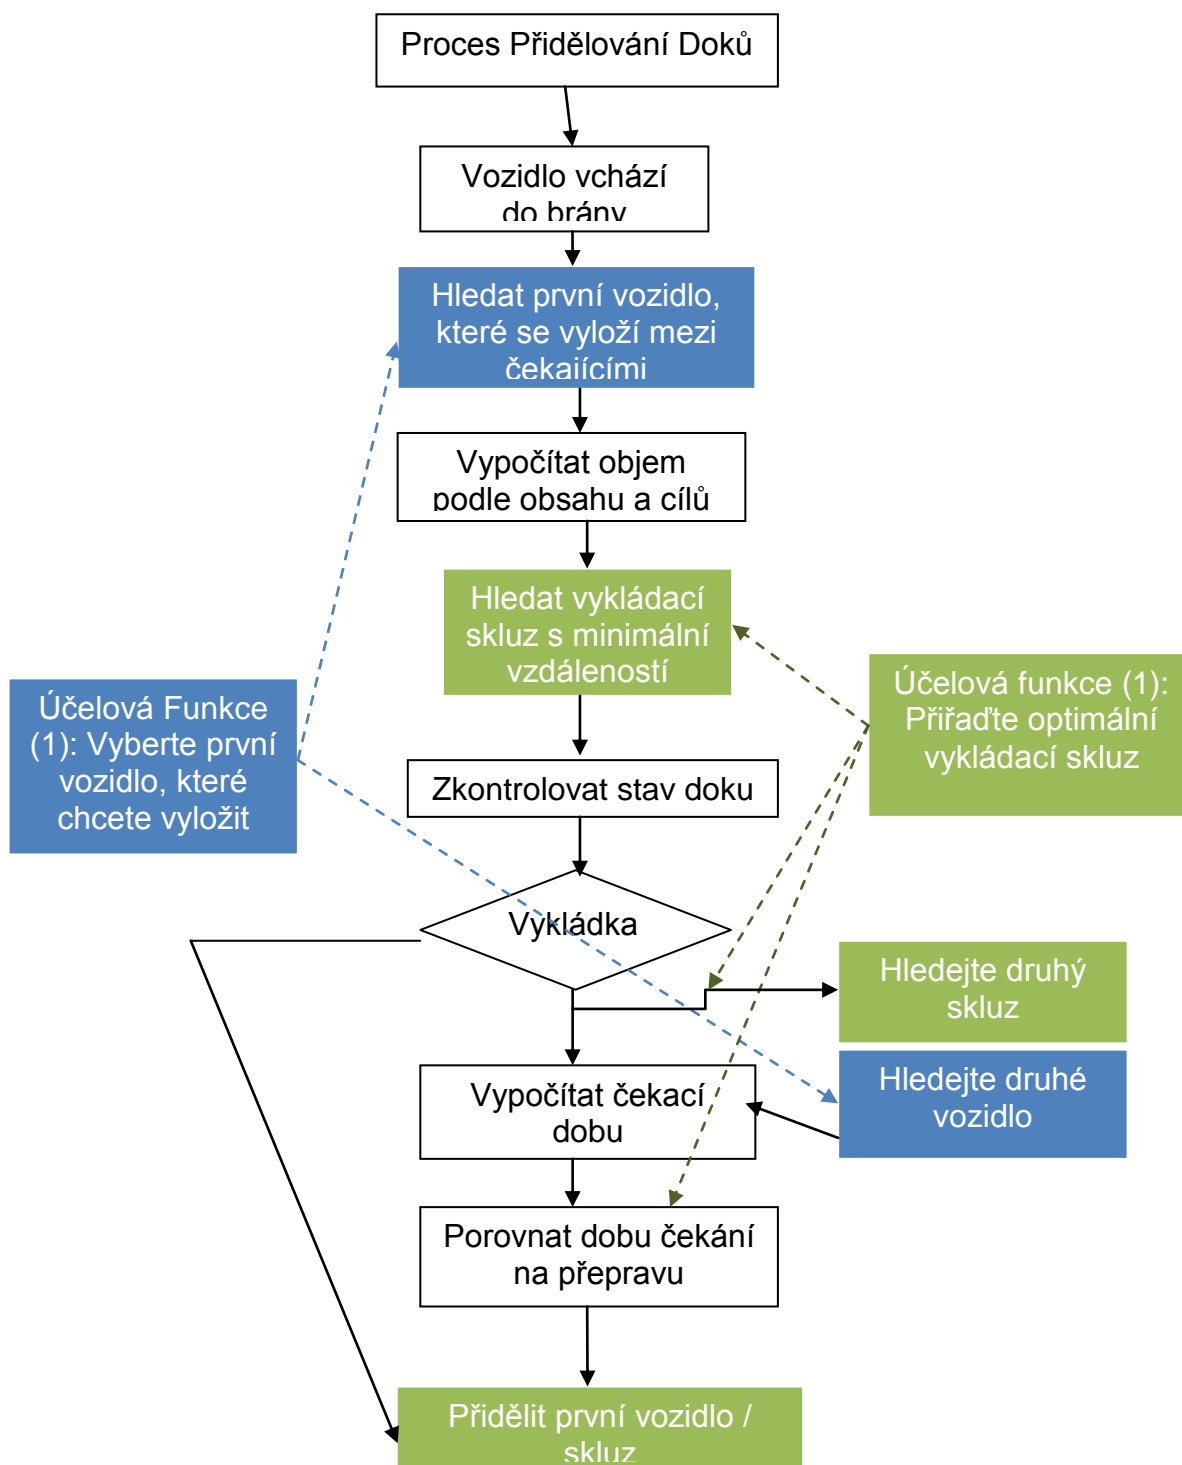 Proces Přidělování Doků
Vozidlo vchází
do brány
Hledat první vozidlo,
které se vyloží mezi
čekajícími
Vypočítat objem
podle obsahu a cílů
Hledat vykládací
skluz s minimální
vzdáleností
Účelová funkce (1):
Přiřaďte optimální
vykládací skluz
Účelová Funkce
(1): Vyberte první
vozidlo, které
chcete vyložit
Zkontrolovat stav doku
Vykládka
Hledejte druhý
skluz
Hledejte druhé
vozidlo
Vypočítat čekací
dobu
Porovnat dobu čekání
na přepravu
Přidělit první vozidlo /
skluz